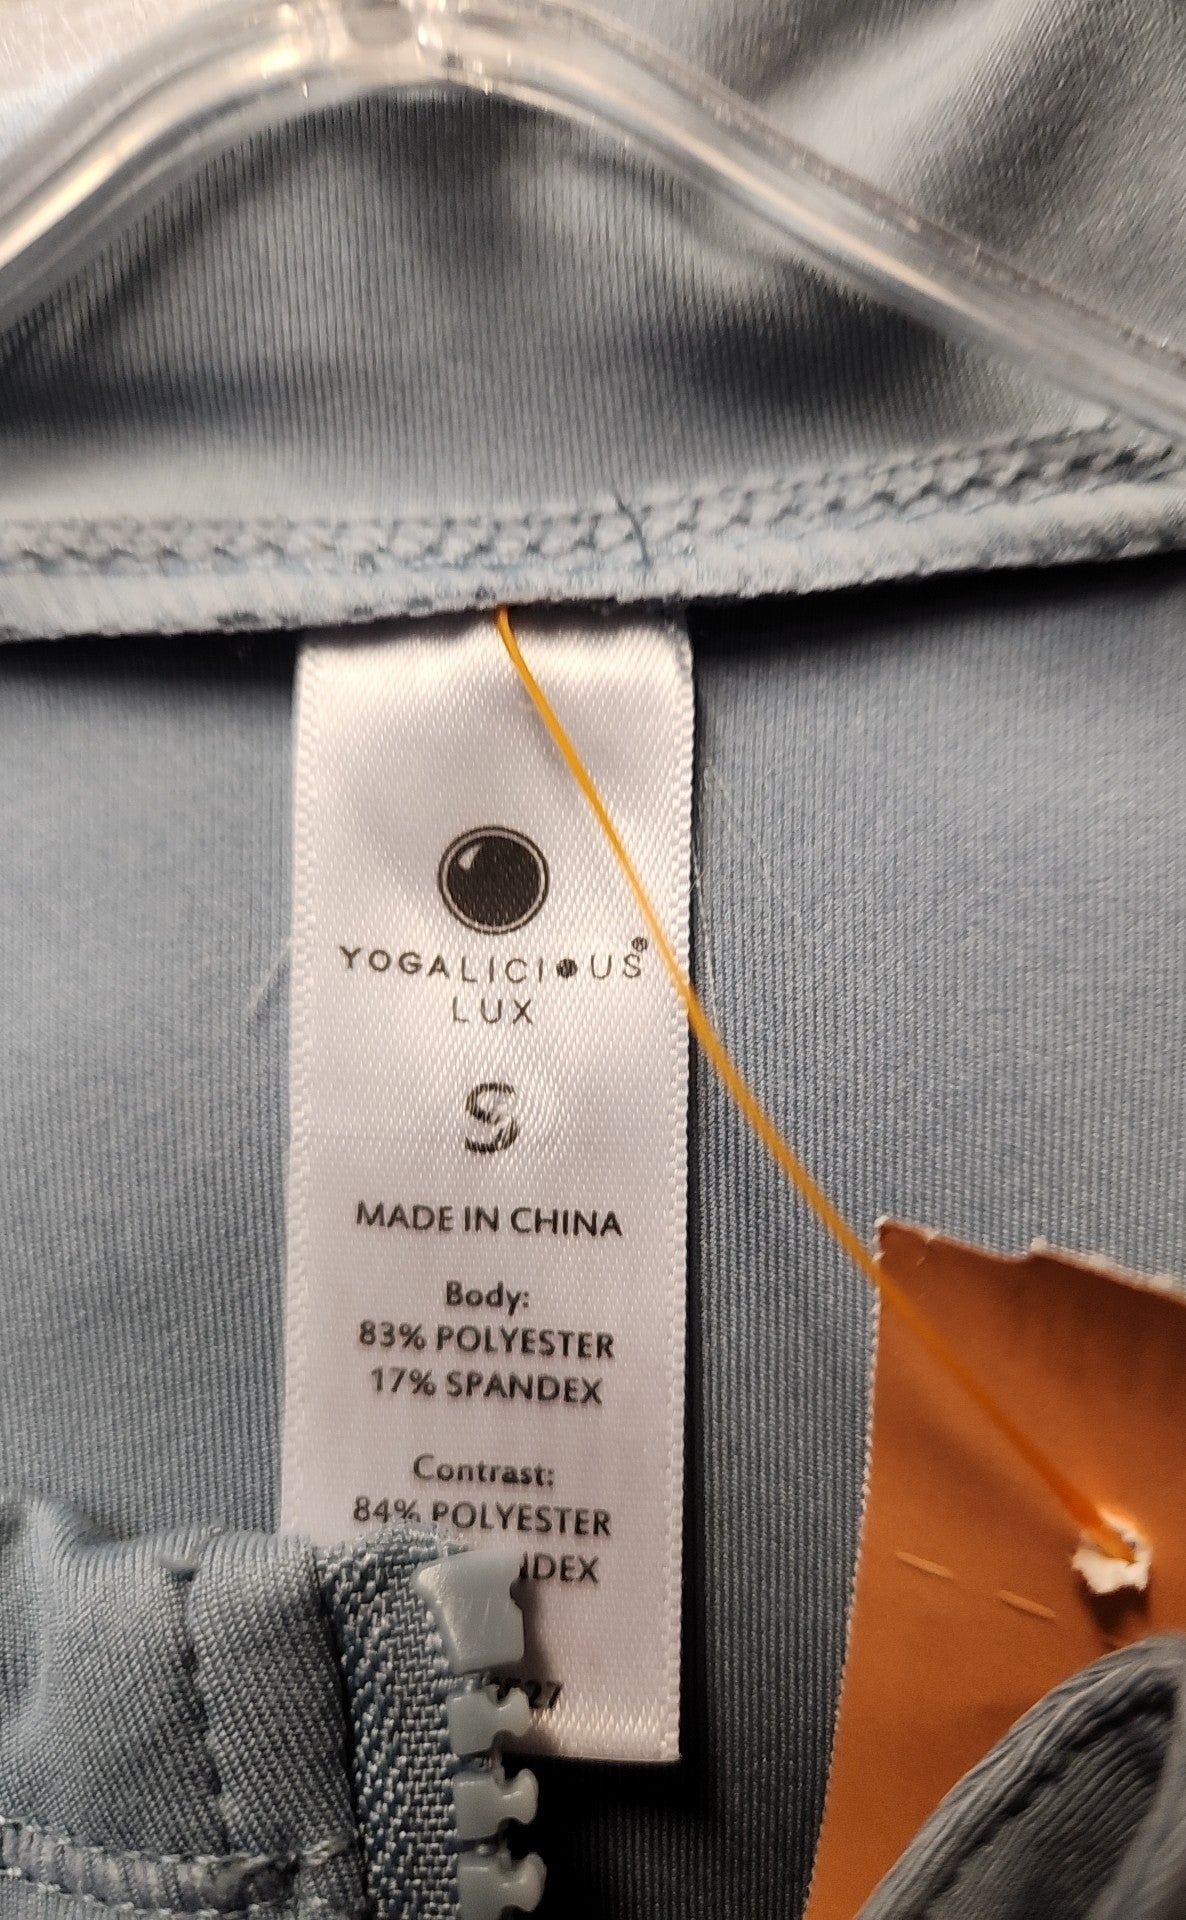 YOGALICIOUS®
LUX
S
MADE IN CHINA
Body:
83% POLYESTER
17% SPANDEX
Contrast:
84% POLYESTER